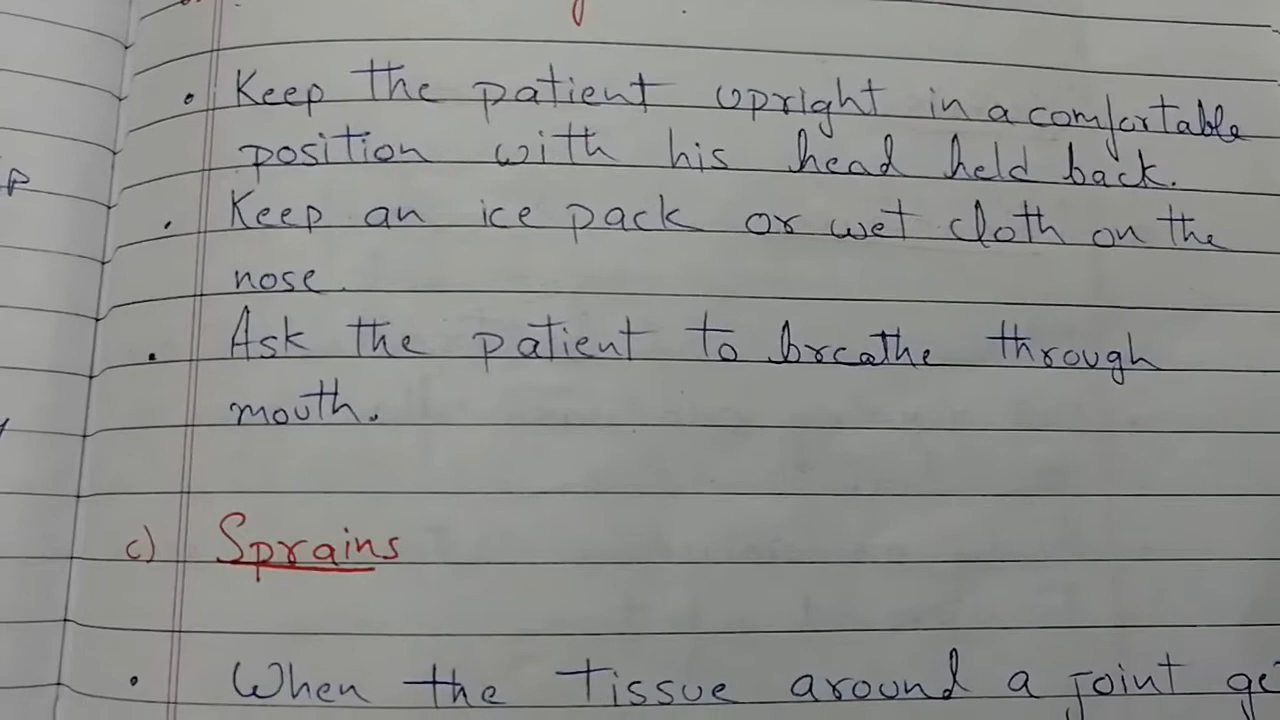 • Keep the patient upright in a comfortable
position with his head held back.
• Keep an ice pack or wet cloth on the
nose.
• Ask the patient to breathe through
mouth.
c) Sprains
• When the tissue around a joint